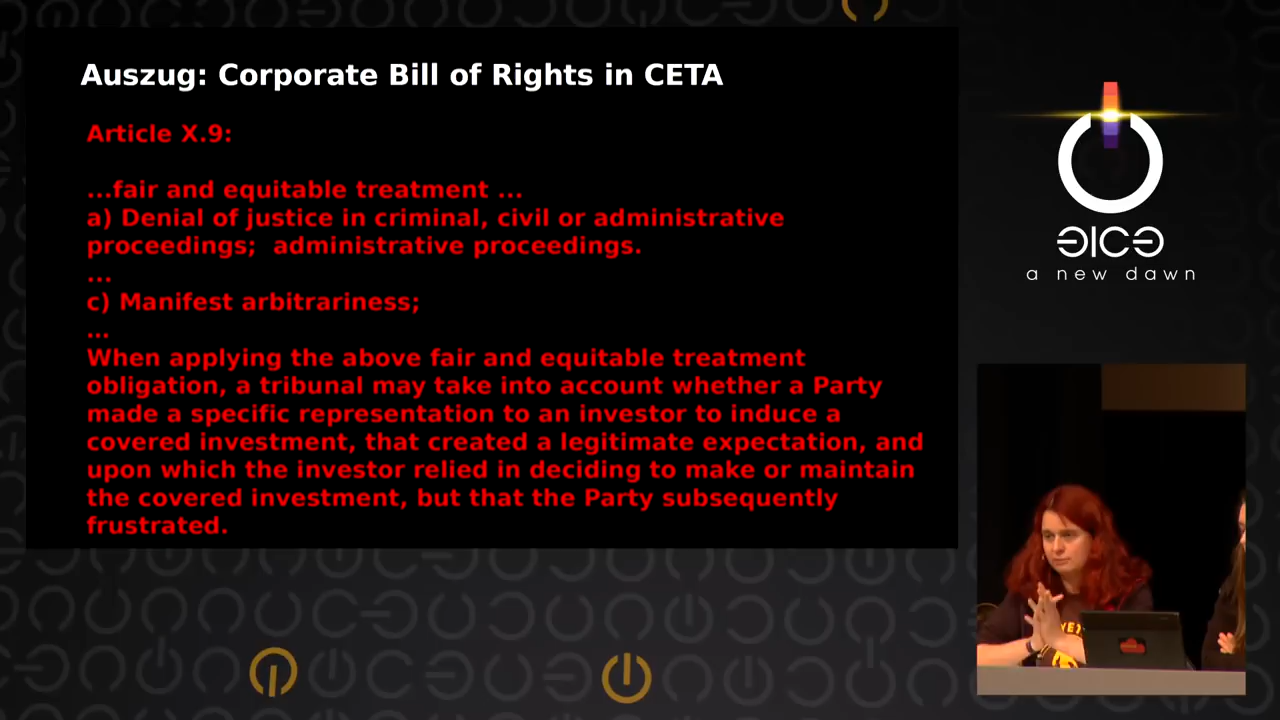 Auszug: Corporate Bill of Rights in CETA
Article X.9:
...fair and equitable treatment ...
a) Denial of justice in criminal, civil or administrative
proceedings;  administrative proceedings.
...
c) Manifest arbitrariness;
...
When applying the above fair and equitable treatment
obligation, a tribunal may take into account whether a Party
made a specific representation to an investor to induce a
covered investment, that created a legitimate expectation, and
upon which the investor relied in deciding to make or maintain
the covered investment, but that the Party subsequently
frustrated.
a new dawn